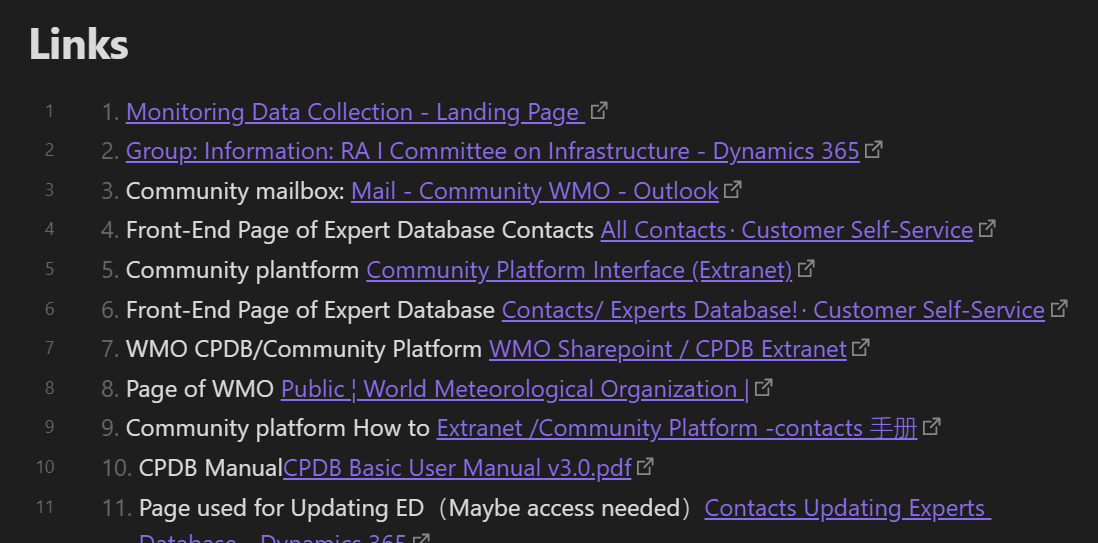 Links
1 1. Monitoring Data Collection - Landing Page
2 2. Group: Information: RA I Committee on Infrastructure - Dynamics 365
3 3. Community mailbox: Mail - Community WMO - Outlook
4 4. Front-End Page of Expert Database Contacts All Contacts · Customer Self-Service
5 5. Community plantform Community Platform Interface (Extranet)
6 6. Front-End Page of Expert Database Contacts/ Experts Database! · Customer Self-Service
7 7. WMO CPDB/Community Platform WMO Sharepoint / CPDB Extranet
8 8. Page of WMO Public ¦ World Meteorological Organization |
9 9. Community platform How to Extranet /Community Platform -contacts 手册
10 10. CPDB ManualCPDB Basic User Manual v3.0.pdf
11 11. Page used for Updating ED（Maybe access needed）Contacts Updating Experts
Database - Dynamics 365